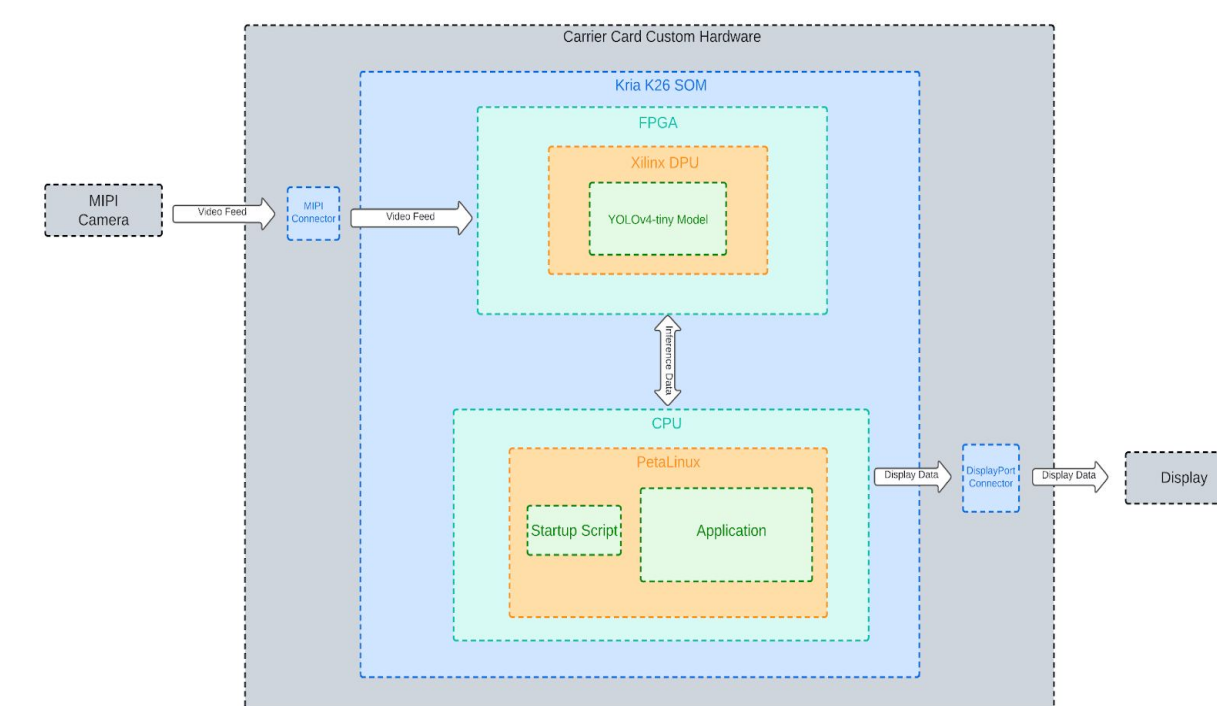 Carrier Card Custom Hardware
Kria K26 SOM
FPGA
Xilinx DPU
YOLOv4-tiny Model
MIPI
Camera
Video Feed
MIPI
Connector
Video Feed
Inference Data
CPU
PetaLinux
Startup Script
Application
Display Data
DisplayPort
Connector
Display Data
Display